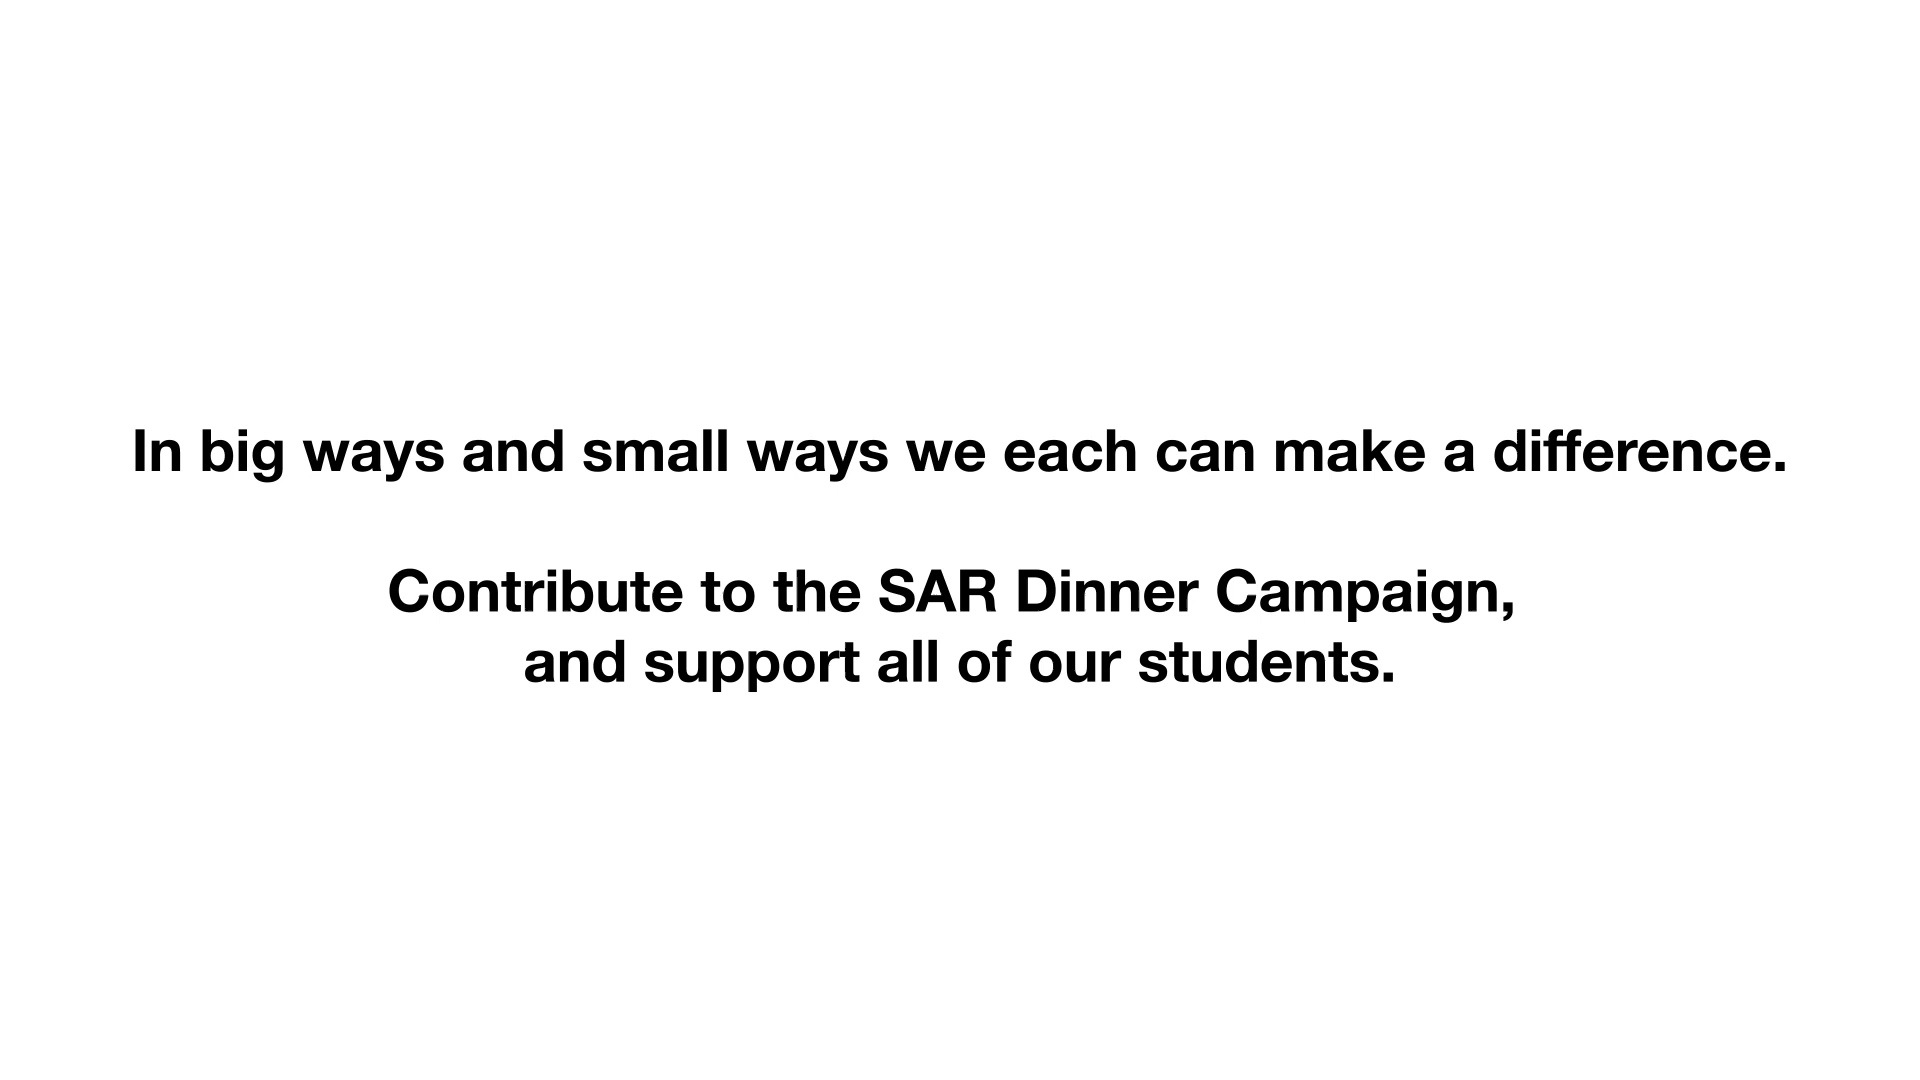 In big ways and small ways we each can make a difference.
Contribute to the SAR Dinner Campaign,
and support all of our students.